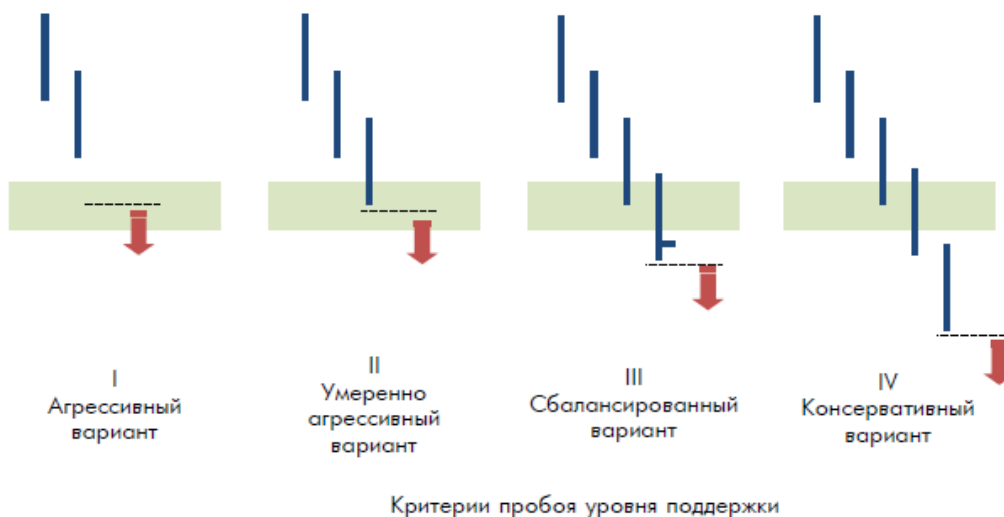 I
Агрессивный
вариант
II
Умеренно
агрессивный
вариант
III
Сбалансированный
вариант
IV
Консервативный
вариант
Критерии пробоя уровня поддержки